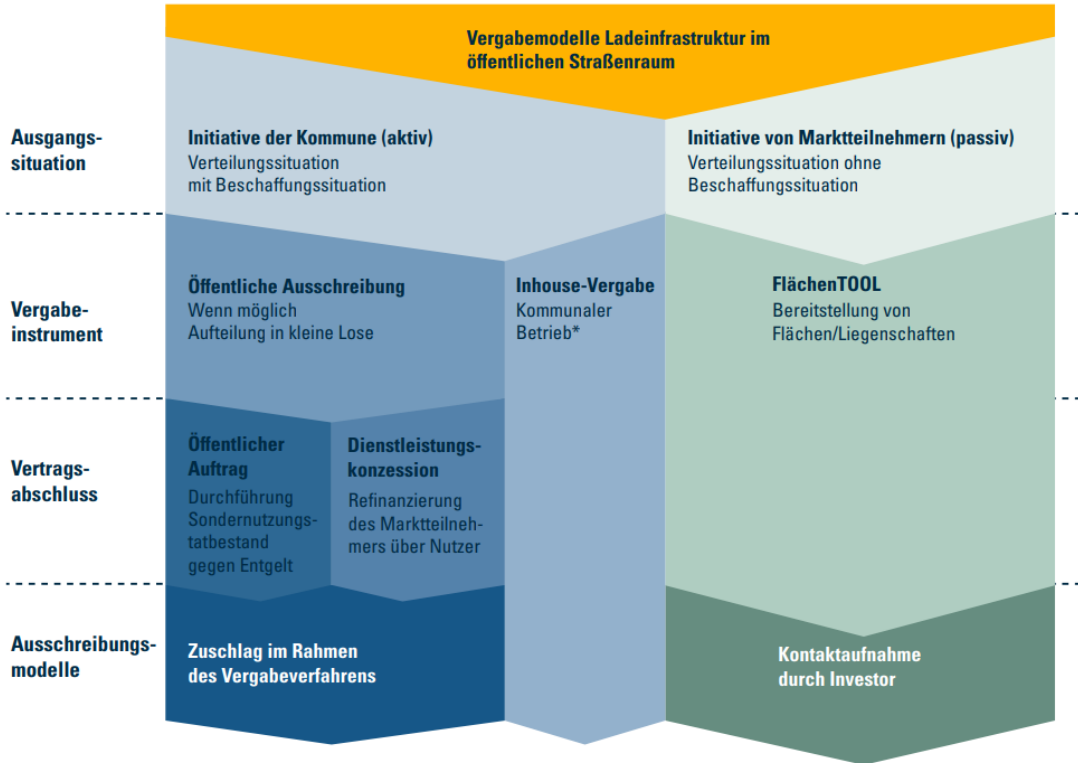 Vergabemodelle Ladeinfrastruktur im
öffentlichen Straßenraum
Ausgangs-
situation
Initiative der Kommune (aktiv)
Verteilungssituation
mit Beschaffungssituation
Initiative von Marktteilnehmern (passiv)
Verteilungssituation ohne
Beschaffungssituation
Vergabe-
instrument
Öffentliche Ausschreibung
Wenn möglich
Aufteilung in kleine Lose
Inhouse-Vergabe
Kommunaler
Betrieb*
FlächenTOOL
Bereitstellung von
Flächen/Liegenschaften
Vertrags-
abschluss
Öffentlicher
Auftrag
Durchführung
Sondernutzungs-
tatbestand
gegen Entgelt
Dienstleistungs-
konzession
Refinanzierung
des Marktteilneh-
mers über Nutzer
Ausschreibungs-
modelle
Zuschlag im Rahmen
des Vergabeverfahrens
Kontaktaufnahme
durch Investor